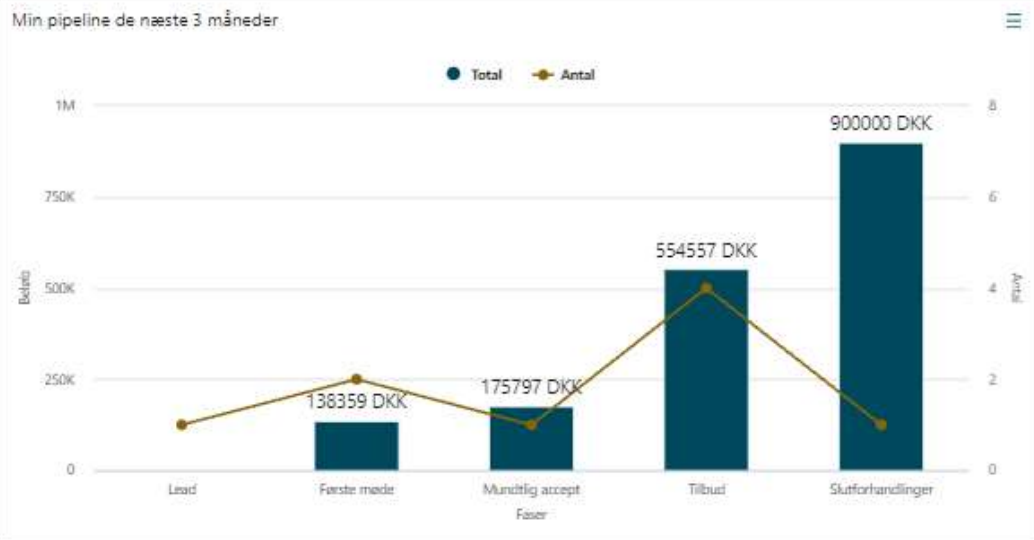 Min pipeline de næste 3 måneder
Total
Antal
1M
8
900000 DKK
750K
6
554557 DKK
Beløb
500K
4
Antal
250K
2
175797 DKK
138359 DKK
0
0
Lead
Første møde
Mundtlig accept
Tilbud
Slutforhandlinger
Faser